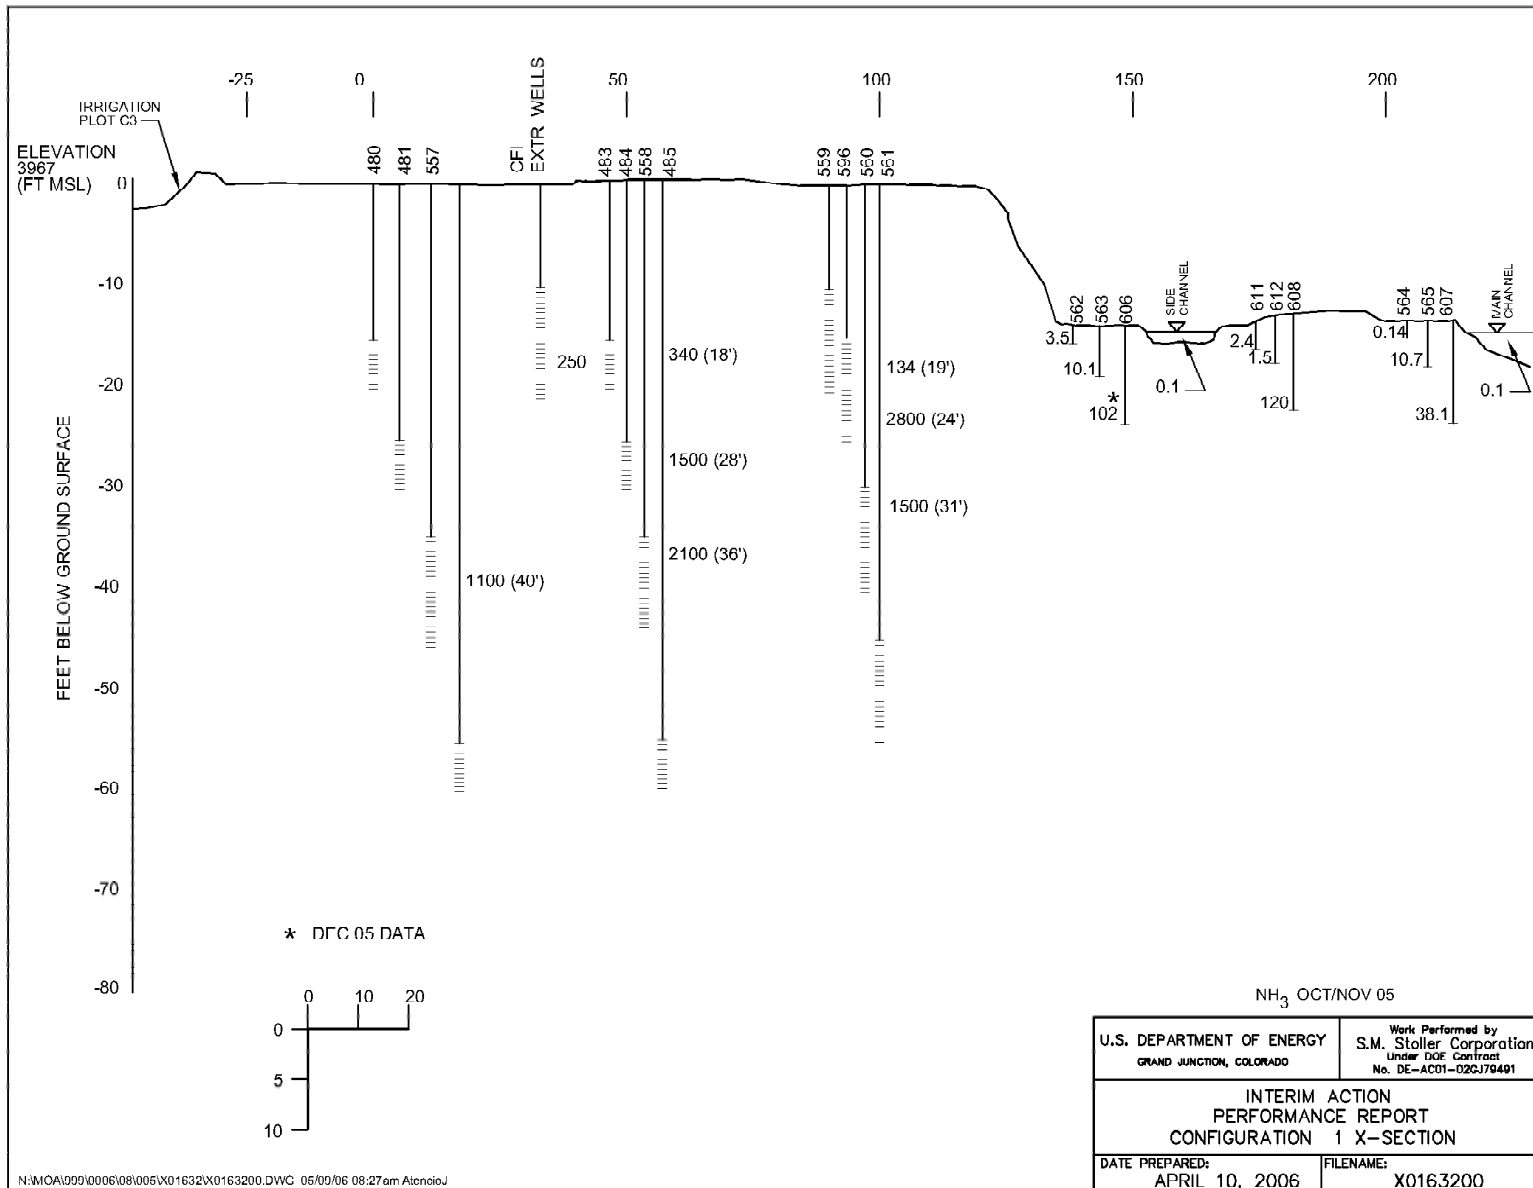 -25
0
50
100
150
200
IRRIGATION
PLOT C3
CFI
EXTR WELLS
ELEVATION
3967
(FT MSL)
480
481
557
483
484
558
485
559
596
560
561
562
563
606
SIDE
CHANNEL
611
612
608
564
565
607
MAIN
CHANNEL
0
-10
-20
-30
-40
-50
-60
-70
-80
FEET BELOW GROUND SURFACE
250
340 (18')
1500 (28')
2100 (36')
1100 (40')
134 (19')
2800 (24')
1500 (31')
3.5
10.1
*
102
0.1
2.4
1.5
120
0.14
10.7
38.1
0.1
* DEC 05 DATA
0 10 20
0
5
10
NH3 OCT/NOV 05
U.S. DEPARTMENT OF ENERGY
GRAND JUNCTION, COLORADO
Work Performed by
S.M. Stoller Corporation
Under DOE Contract
No. DE-AC01-02GJ79491
INTERIM ACTION
PERFORMANCE REPORT
CONFIGURATION 1 X-SECTION
DATE PREPARED:
APRIL 10, 2006
FILENAME:
X0163200
N:\MOA\999\0006\08\005\X01632\X0163200.DWG 05/09/06 08:27am AtencioJ